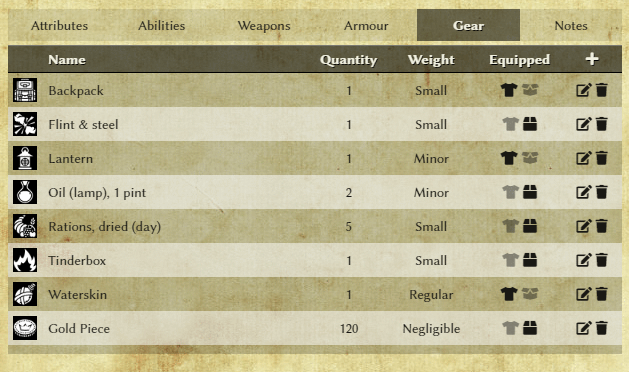 Attributes Abilities Weapons Armour Gear Notes
Name Quantity Weight Equipped +
Backpack 1 Small
Flint & steel 1 Small
Lantern 1 Minor
Oil (lamp), 1 pint 2 Minor
Rations, dried (day) 5 Small
Tinderbox 1 Small
Waterskin 1 Regular
Gold Piece 120 Negligible